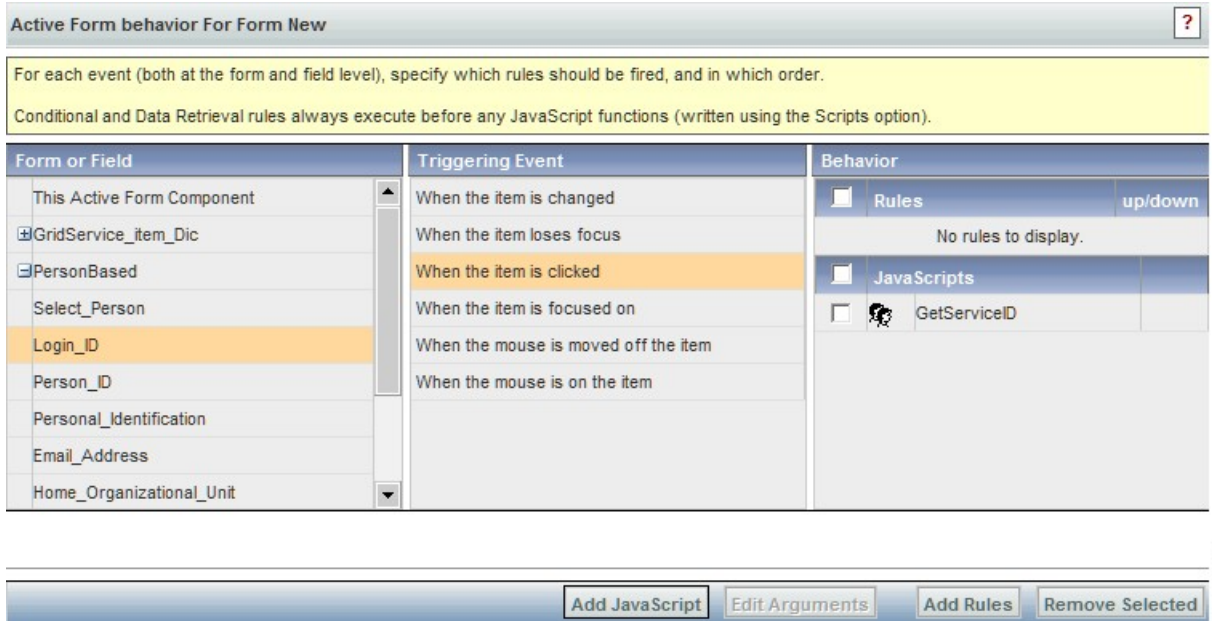 Active Form behavior For Form New
?
For each event (both at the form and field level), specify which rules should be fired, and in which order.
Conditional and Data Retrieval rules always execute before any JavaScript functions (written using the Scripts option).
Form or Field
This Active Form Component
GridService_item_Dic
PersonBased
Select_Person
Login_ID
Person_ID
Personal_Identification
Email_Address
Home_Organizational_Unit
Triggering Event
When the item is changed
When the item loses focus
When the item is clicked
When the item is focused on
When the mouse is moved off the item
When the mouse is on the item
Behavior
Rules up/down
No rules to display.
JavaScripts
GetServiceID
Add JavaScript Edit Arguments Add Rules Remove Selected